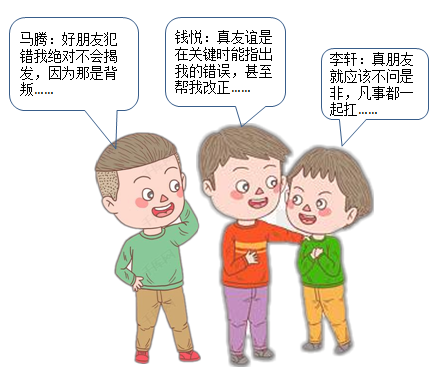 马腾：好朋友犯
错我绝对不会揭
发，因为那是背
叛……
钱悦：真友谊是
在关键时能指出
我的错误，甚至
帮我改正……
李轩：真朋友
就应该不问是
非，凡事都一
起扛……